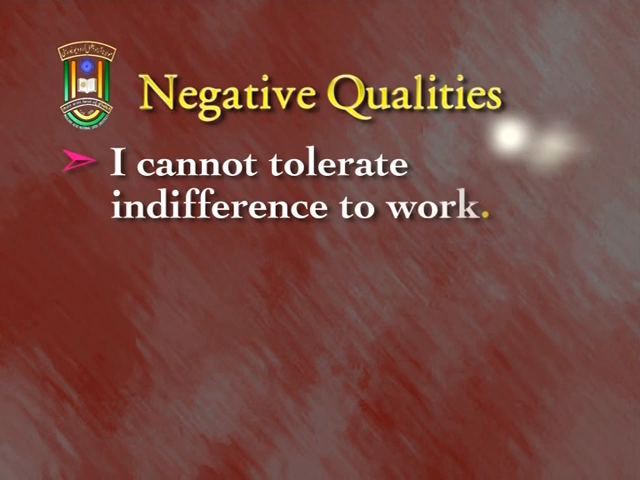 Negative Qualities
I cannot tolerate
indifference to work.